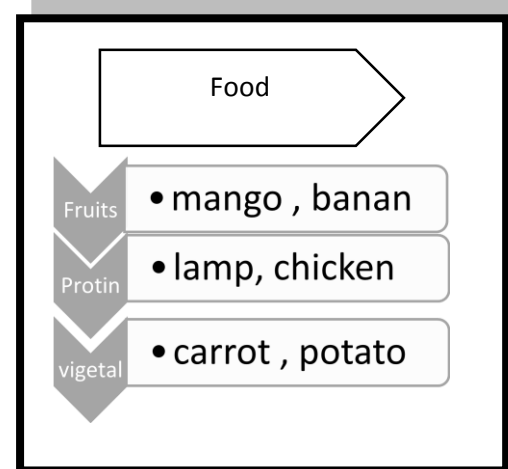 Food
Fruits
• mango , banan
Protin
• lamp, chicken
vigetal
• carrot , potato